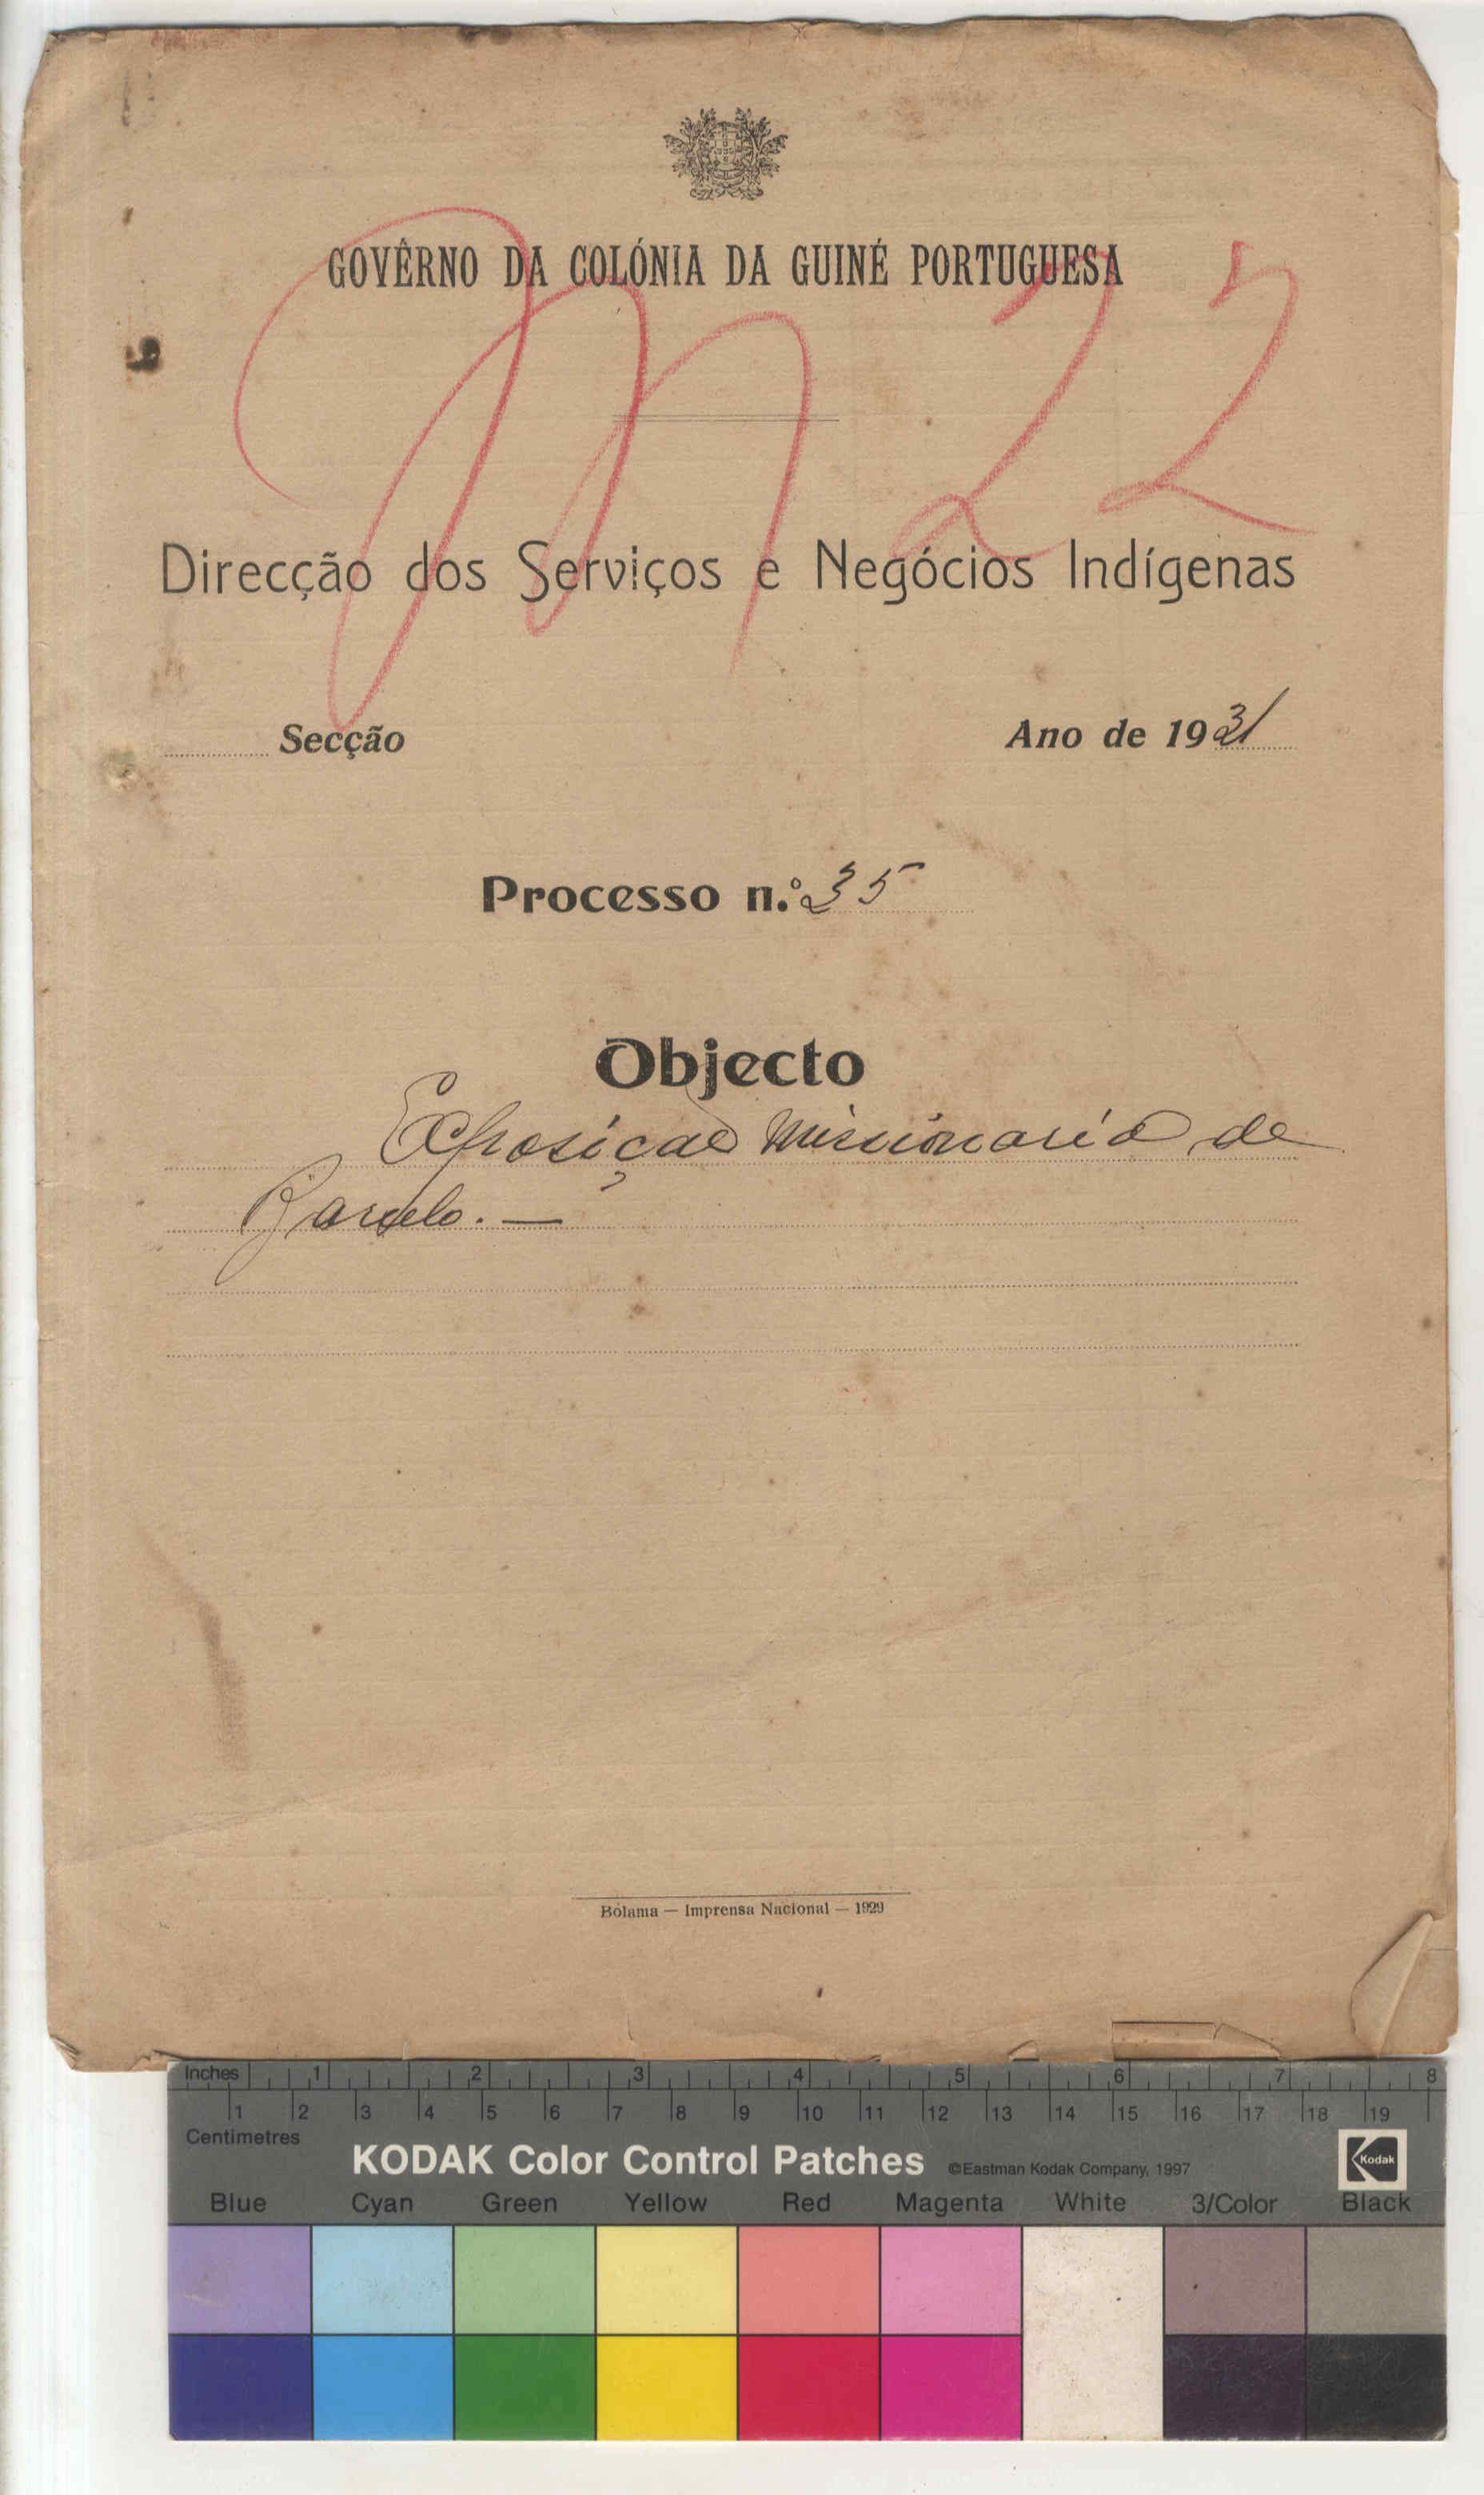 GOVÊRNO DA COLÓNIA DA GUINÉ PORTUGUESA
M 22
Direcção dos Serviços e Negócios Indígenas
Secção
Ano de 1931
Processo n.º 35
Objecto
Exposição Missionaria de
Barcelo. —
Bolama — Imprensa Nacional — 1929
Inches 1 2 3 4 5 6 7 8
1 2 3 4 5 6 7 8 9 10 11 12 13 14 15 16 17 18 19
Centimetres
KODAK Color Control Patches ©Eastman Kodak Company, 1997 Kodak
Blue Cyan Green Yellow Red Magenta White 3/Color Black